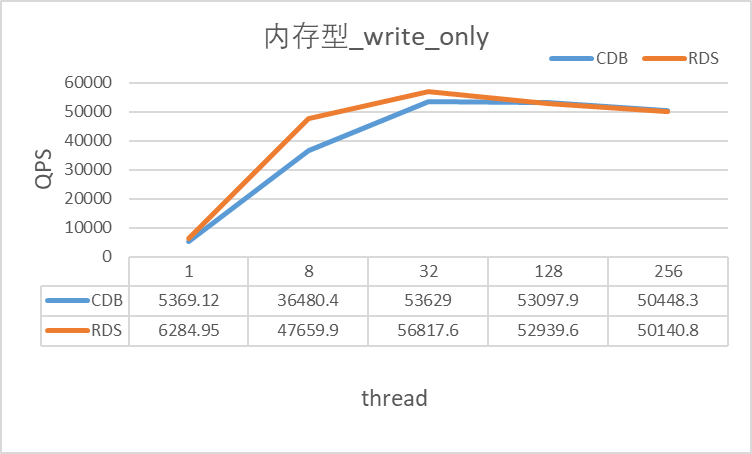 内存型_write_only
CDB RDS
60000
50000
40000
30000
20000
10000
0
QPS
1 8 32 128 256
CDB 5369.12 36480.4 53629 53097.9 50448.3
RDS 6284.95 47659.9 56817.6 52939.6 50140.8
thread